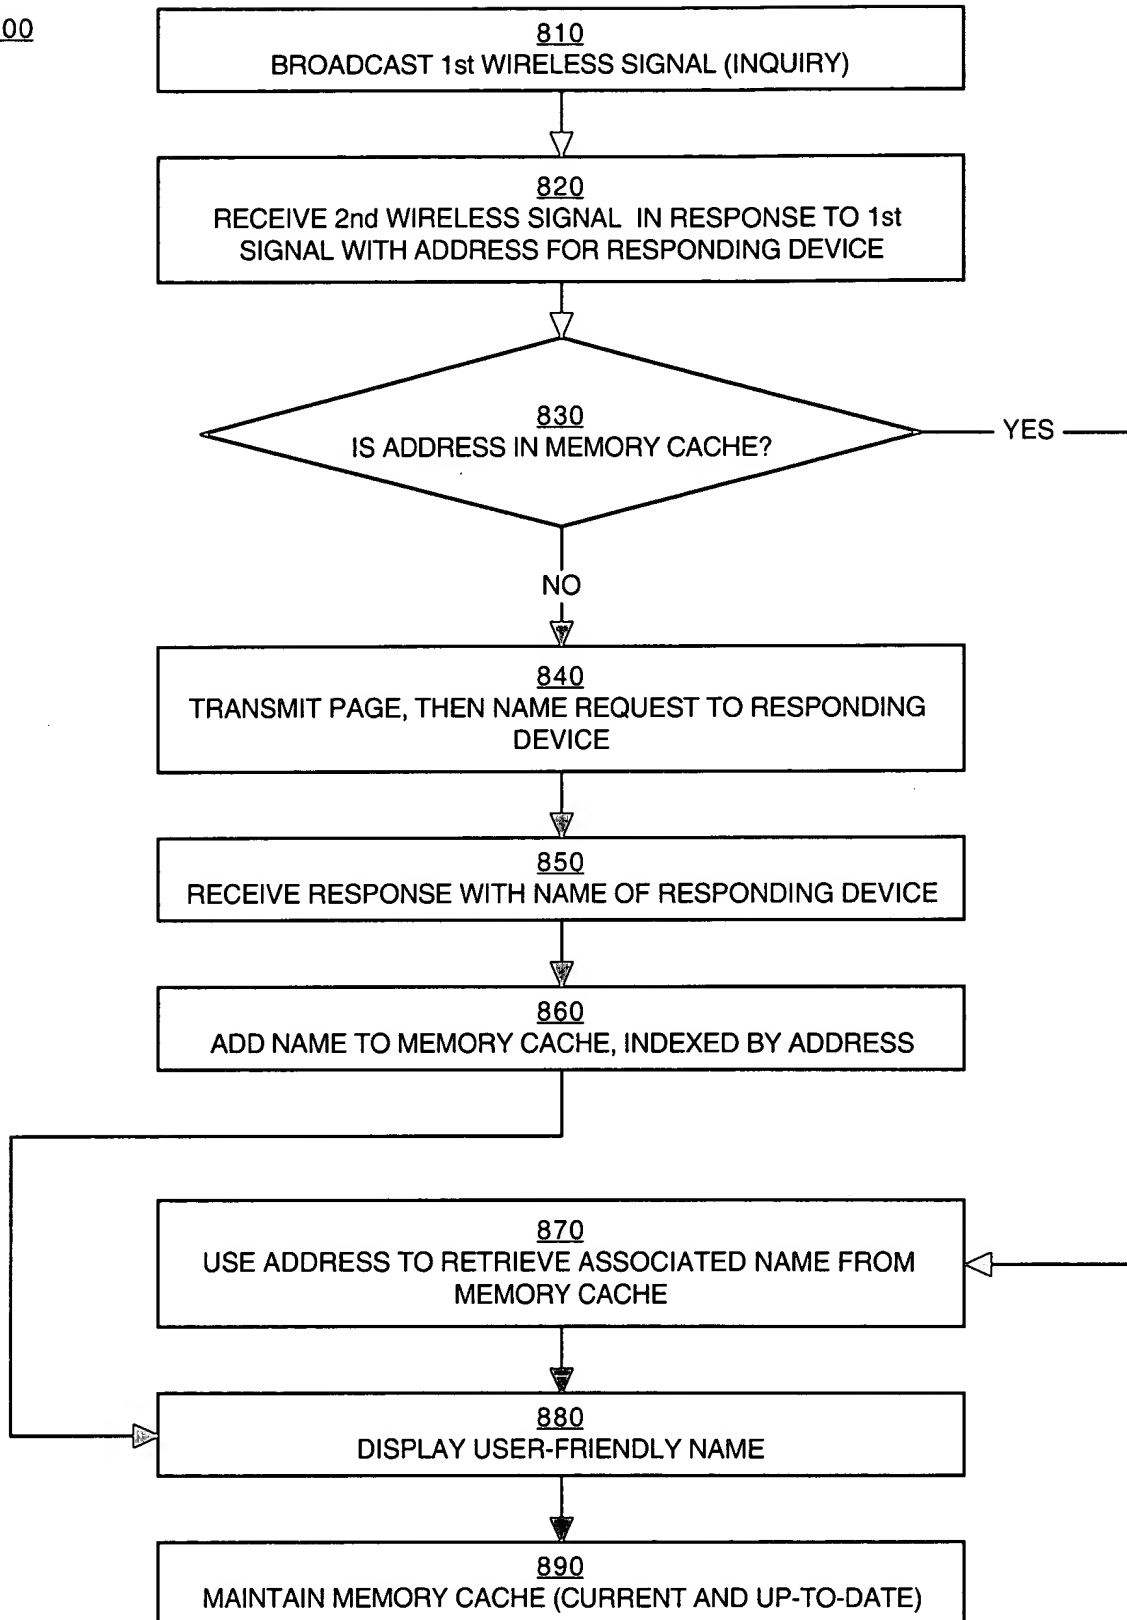 00
810
BROADCAST 1st WIRELESS SIGNAL (INQUIRY)
820
RECEIVE 2nd WIRELESS SIGNAL IN RESPONSE TO 1st
SIGNAL WITH ADDRESS FOR RESPONDING DEVICE
830
IS ADDRESS IN MEMORY CACHE?
YES
NO
840
TRANSMIT PAGE, THEN NAME REQUEST TO RESPONDING
DEVICE
850
RECEIVE RESPONSE WITH NAME OF RESPONDING DEVICE
860
ADD NAME TO MEMORY CACHE, INDEXED BY ADDRESS
870
USE ADDRESS TO RETRIEVE ASSOCIATED NAME FROM
MEMORY CACHE
880
DISPLAY USER-FRIENDLY NAME
890
MAINTAIN MEMORY CACHE (CURRENT AND UP-TO-DATE)